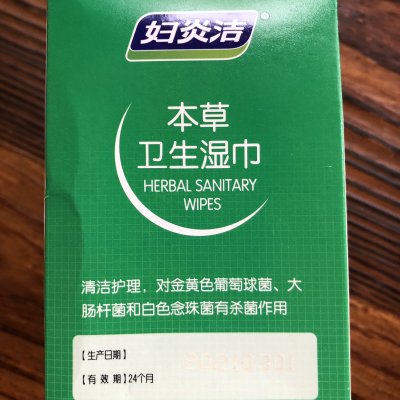 妇炎洁
本草
卫生湿巾
HERBAL SANITARY
WIPES
清洁护理，对金黄色葡萄球菌、大
肠杆菌和白色念珠菌有杀菌作用
【生产日期】
【有 效 期】24个月